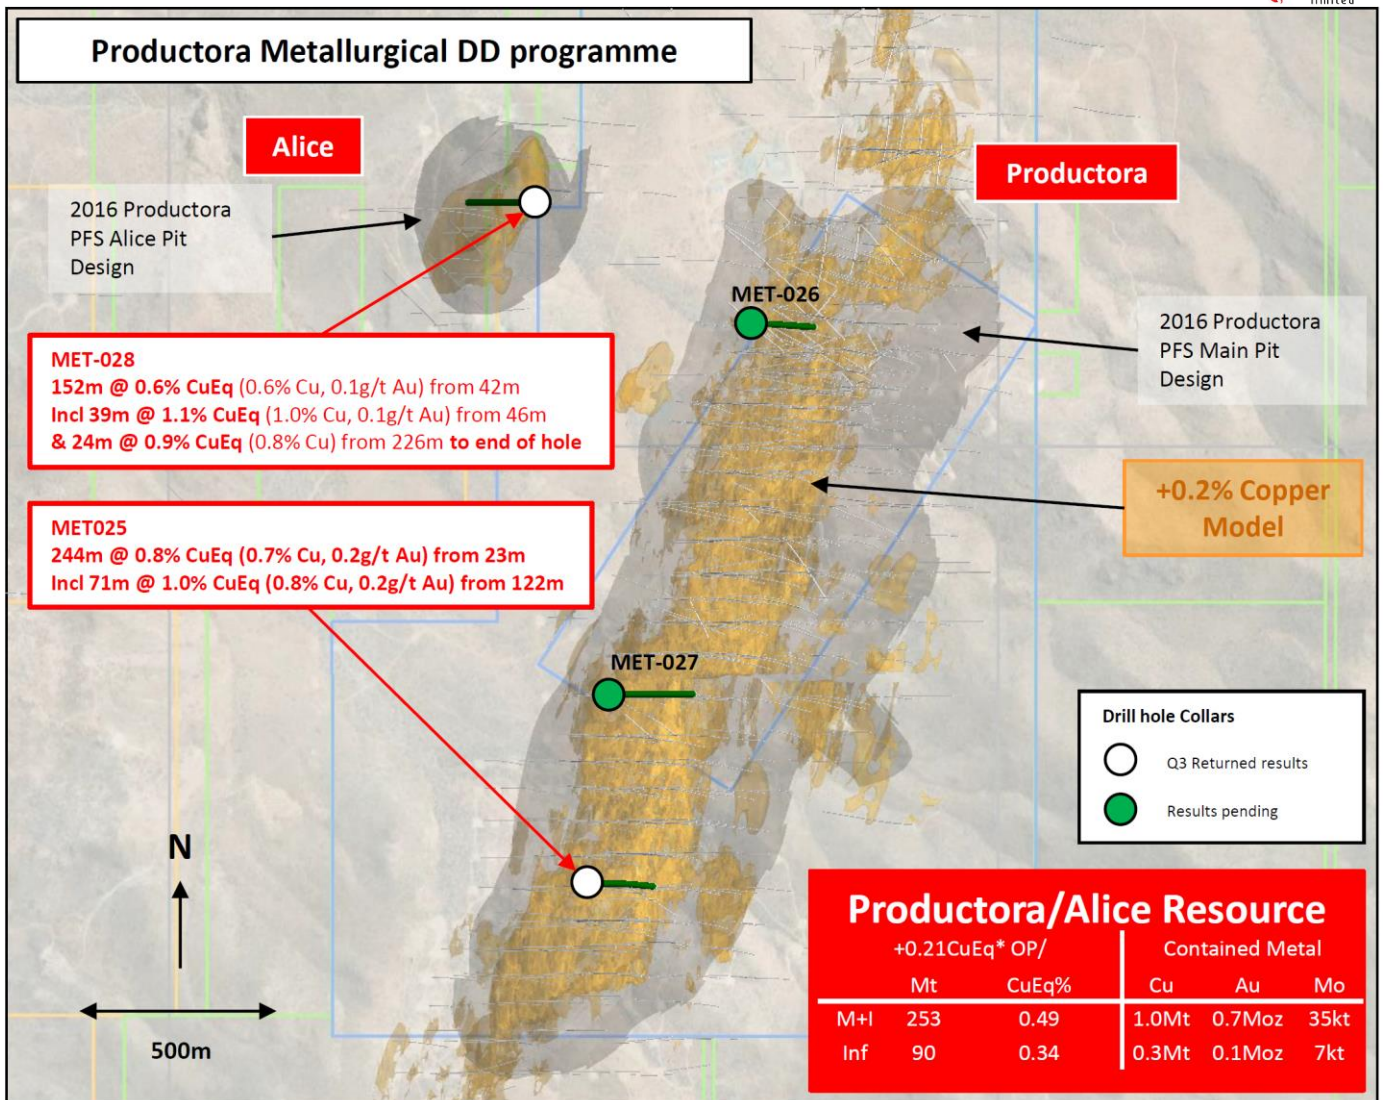 limited
Productora Metallurgical DD programme
Alice
Productora
2016 Productora
PFS Alice Pit
Design
MET-026
2016 Productora
PFS Main Pit
Design
MET-028
152m @ 0.6% CuEq (0.6% Cu, 0.1g/t Au) from 42m
Incl 39m @ 1.1% CuEq (1.0% Cu, 0.1g/t Au) from 46m
& 24m @ 0.9% CuEq (0.8% Cu) from 226m to end of hole
+0.2% Copper
Model
MET025
244m @ 0.8% CuEq (0.7% Cu, 0.2g/t Au) from 23m
Incl 71m @ 1.0% CuEq (0.8% Cu, 0.2g/t Au) from 122m
MET-027
Drill hole Collars
Q3 Returned results
Results pending
N
500m
Productora/Alice Resource
+0.21CuEq* OP/ Contained Metal
Mt CuEq% Cu Au Mo
M+I 253 0.49 1.0Mt 0.7Moz 35kt
Inf 90 0.34 0.3Mt 0.1Moz 7kt